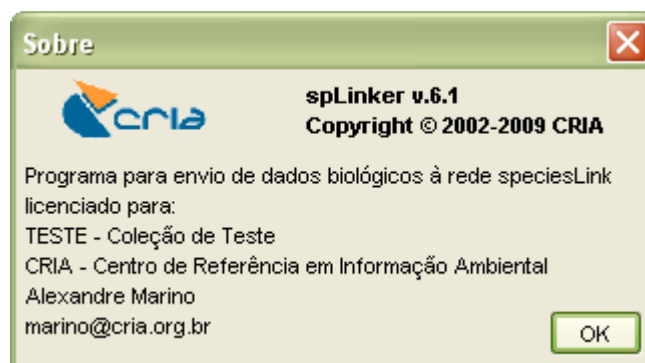 Sobre
cria
spLinker v.6.1
Copyright © 2002-2009 CRIA
Programa para envio de dados biológicos à rede speciesLink
licenciado para:
TESTE - Coleção de Teste
CRIA - Centro de Referência em Informação Ambiental
Alexandre Marino
marino@cria.org.br
OK